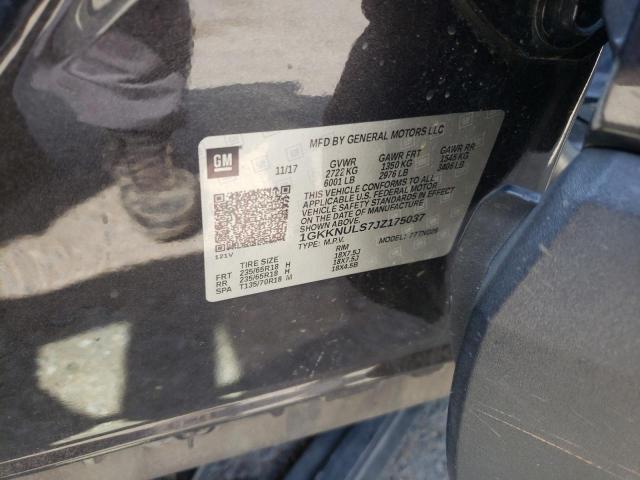 GM
MFD BY GENERAL MOTORS LLC
11/17 GVWR GAWR FRT GAWR RR
2722 KG 1350 KG 1545 KG
6001 LB 2976 LB 3406 LB
THIS VEHICLE CONFORMS TO ALL
APPLICABLE U.S. FEDERAL MOTOR
VEHICLE SAFETY STANDARDS IN EFFECT
ON THE DATE OF MANUFACTURE
SHOWN ABOVE.
1GKKNULS7JZ175037
TYPE: M.P.V. MODEL:
121V
TIRE SIZE RIM
FRT 235/65R18 H 18X7.5J
RR 235/65R18 H 18X7.5J
SPA T135/70R18 M 18X4.5B